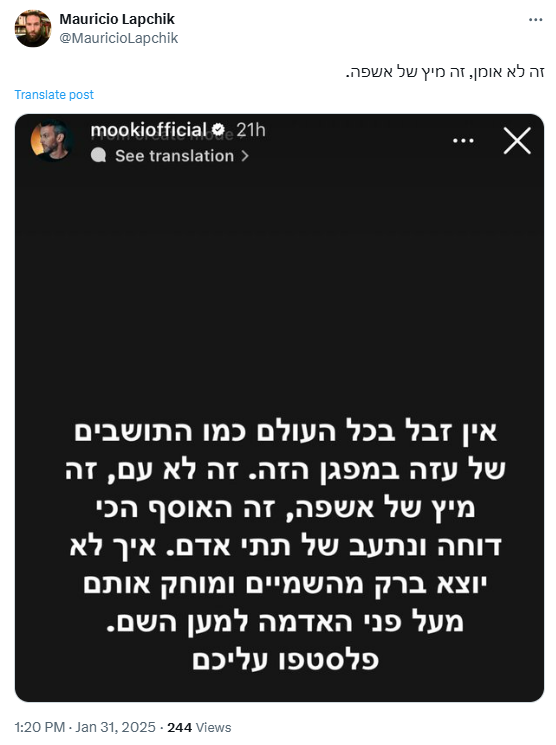 Mauricio Lapchik
@MauricioLapchik
זה לא אומן, זה מיץ של אשפה.
Translate post
mookiofficial 21h
See translation >
אין זבל בכל העולם כמו התושבים
של עזה במפגן הזה. זה לא עם, זה
מיץ של אשפה, זה האוסף הכי
דוחה ונתעב של תתי אדם. איך לא
יוצא ברק מהשמיים ומוחק אותם
מעל פני האדמה למען השם.
פלסטפו עליכם
1:20 PM · Jan 31, 2025 · 244 Views